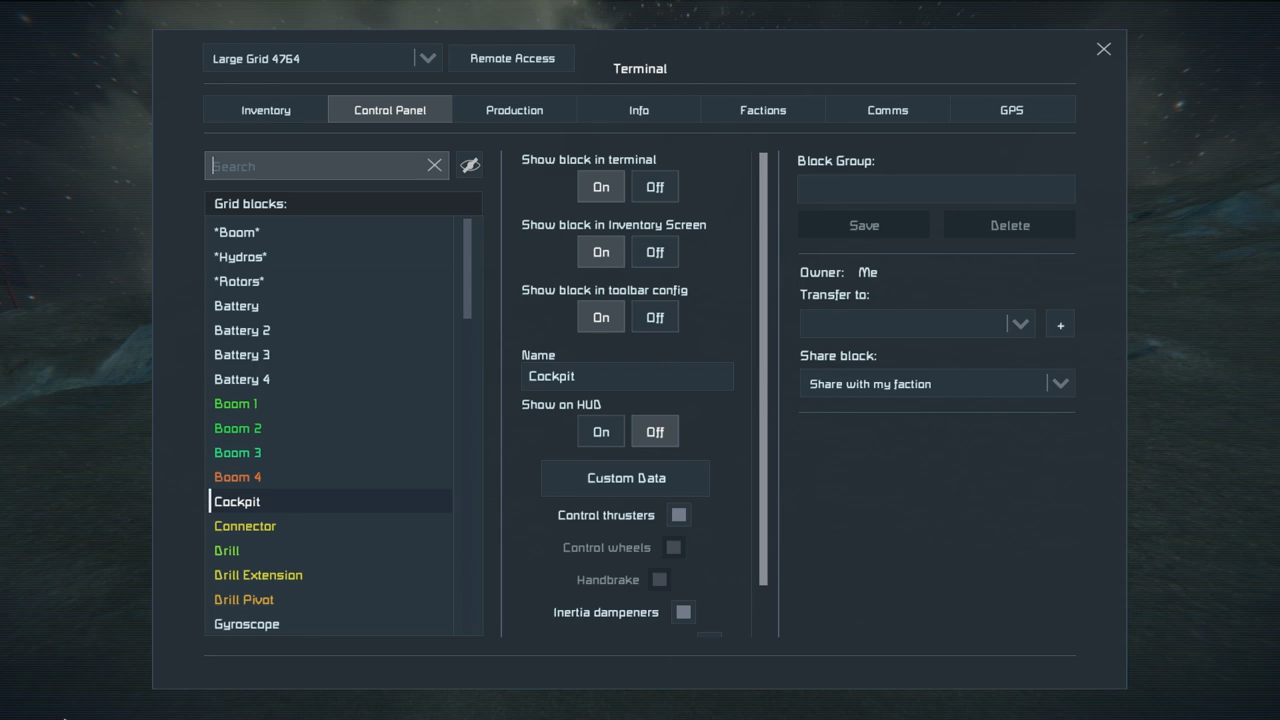 Large Grid 4764
Remote Access
Terminal
Inventory
Control Panel
Production
Info
Factions
Comms
GPS
Search
Grid blocks:
*Boom*
*Hydros*
*Rotors*
Battery
Battery 2
Battery 3
Battery 4
Boom 1
Boom 2
Boom 3
Boom 4
Cockpit
Connector
Drill
Drill Extension
Drill Pivot
Gyroscope
Show block in terminal
On
Off
Show block in Inventory Screen
On
Off
Show block in toolbar config
On
Off
Name
Cockpit
Show on HUD
On
Off
Custom Data
Control thrusters
Control wheels
Handbrake
Inertia dampeners
Block Group:
Save
Delete
Owner: Me
Transfer to:
+
Share block:
Share with my faction